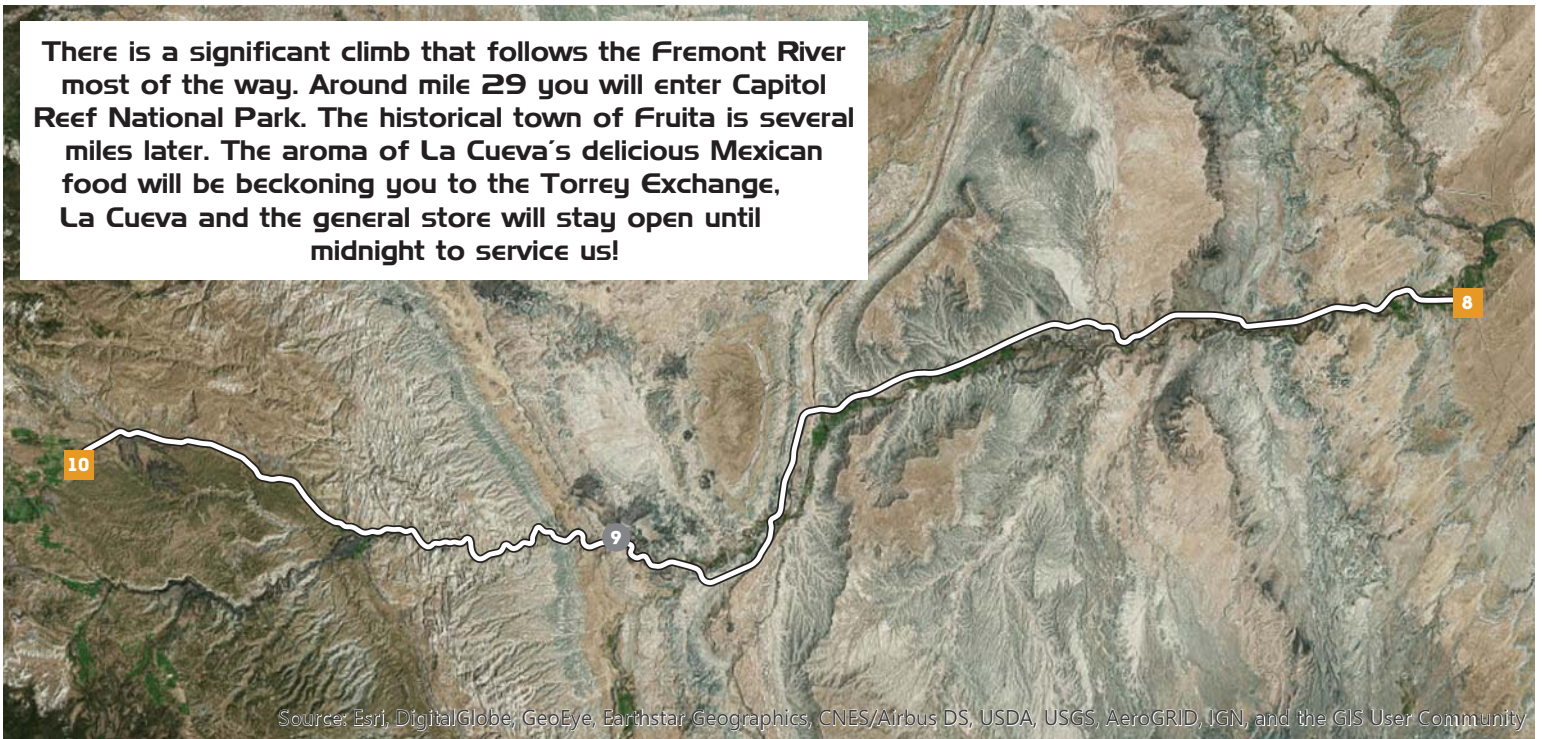 There is a significant climb that follows the Fremont River
most of the way. Around mile 29 you will enter Capitol
Reef National Park. The historical town of Fruita is several
miles later. The aroma of La Cueva's delicious Mexican
food will be beckoning you to the Torrey Exchange,
La Cueva and the general store will stay open until
midnight to service us!
8
10
9
Source: Esri, DigitalGlobe, GeoEye, Earthstar Geographics, CNES/Airbus DS, USDA, USGS, AeroGRID, IGN, and the GIS User Community